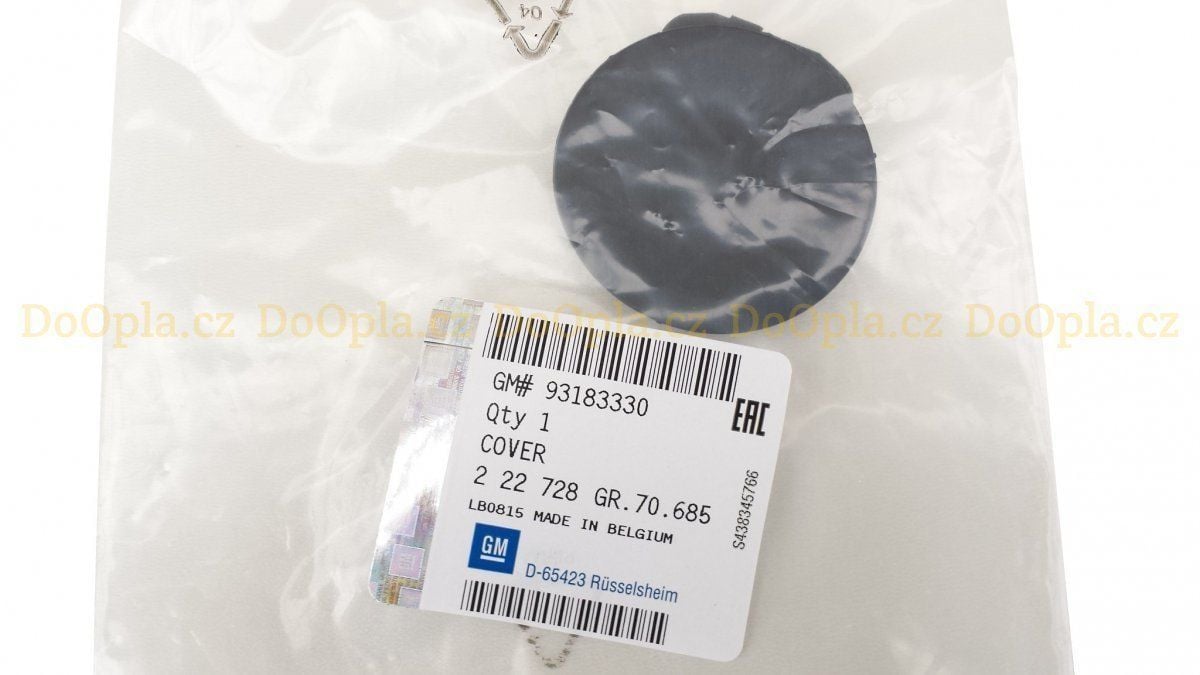 04
DoOpla.cz DoOpla.cz DoOpla.cz DoOpla.cz DoOpla.cz
GM# 93183330
Qty 1
COVER
2 22 728 GR.70.685
LB0815 MADE IN BELGIUM
GM
D-65423 Rüsselsheim
EAC
S438345766